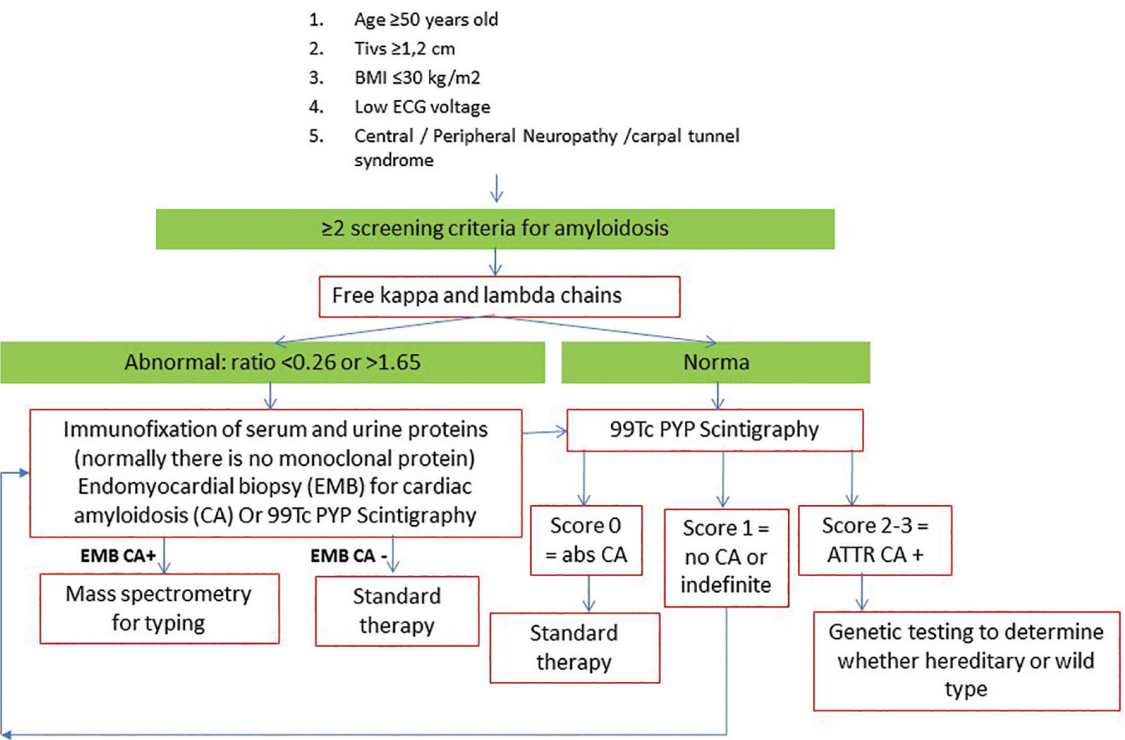 1. Age ≥50 years old
2. Tivs ≥1,2 cm
3. BMI ≤30 kg/m2
4. Low ECG voltage
5. Central / Peripheral Neuropathy /carpal tunnel
syndrome
≥2 screening criteria for amyloidosis
Free kappa and lambda chains
Abnormal: ratio <0.26 or >1.65
Norma
Immunofixation of serum and urine proteins
(normally there is no monoclonal protein)
Endomyocardial biopsy (EMB) for cardiac
amyloidosis (CA) Or 99Tc PYP Scintigraphy
99Tc PYP Scintigraphy
EMB CA+
EMB CA -
Mass spectrometry
for typing
Standard
therapy
Score 0
= abs CA
Score 1 =
no CA or
indefinite
Score 2-3 =
ATTR CA +
Standard
therapy
Genetic testing to determine
whether hereditary or wild
type